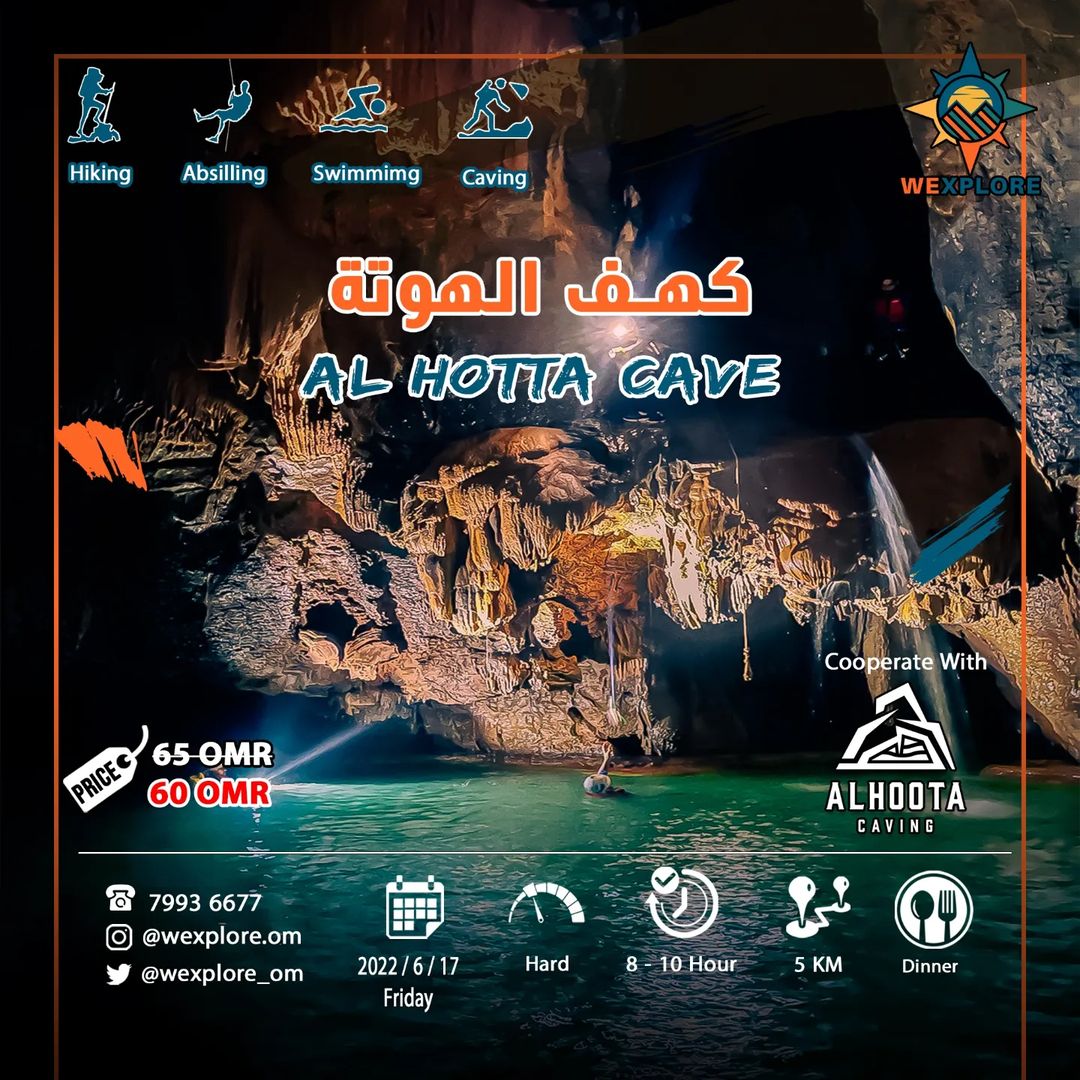 Hiking
Absilling
Swimmimg
Caving
WEXPLORE
كهف الهوتة
AL HOTTA CAVE
Cooperate With
ALHOOTA
CAVING
PRICE
65 OMR
60 OMR
7993 6677
@wexplore.om
@wexplore_om
2022 / 6 / 17
Friday
Hard
8 - 10 Hour
5 KM
Dinner